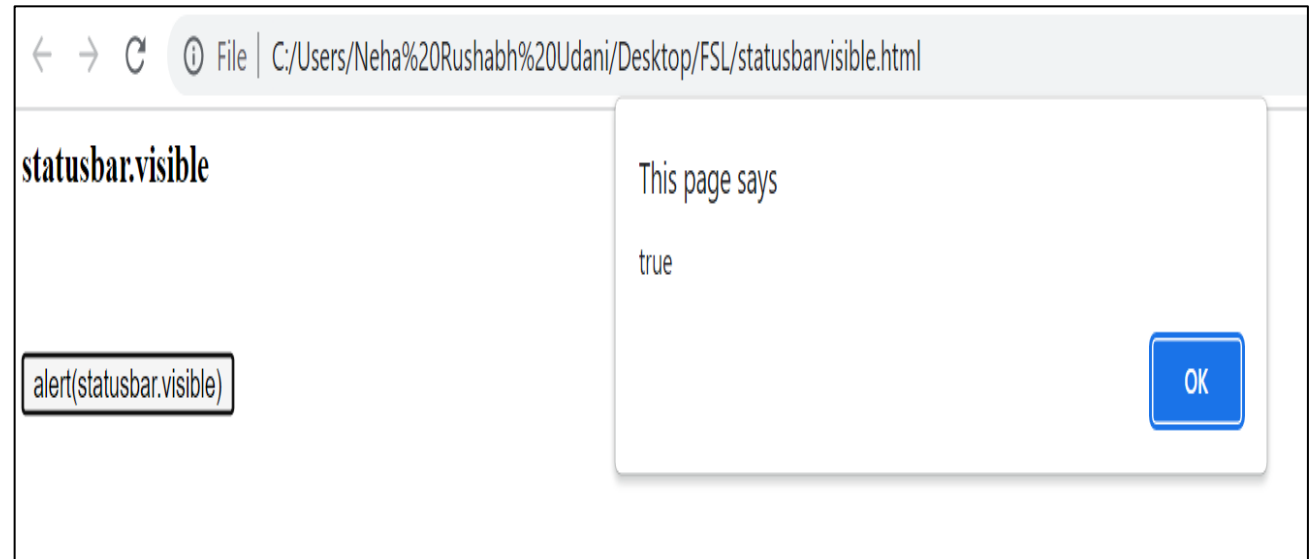 File | C:/Users/Neha%20Rushabh%20Udani/Desktop/FSL/statusbarvisible.html
statusbar.visible
This page says
true
alert(statusbar.visible)
OK